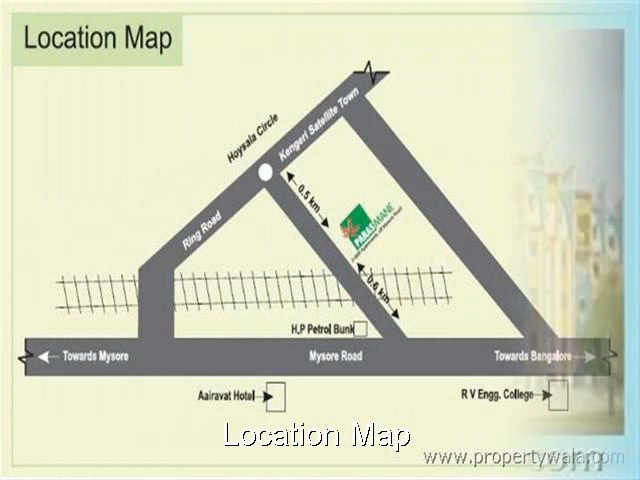 Location Map
Hoysala Circle
Kengeri Satellite Town
Ring Road
0.5 km
PARASMANE
0.6 km
H.P Petrol Bunk
Towards Mysore
Mysore Road
Towards Bangalore
Aairavat Hotel
R V Engg. College
Location Map
www.propertywala.com